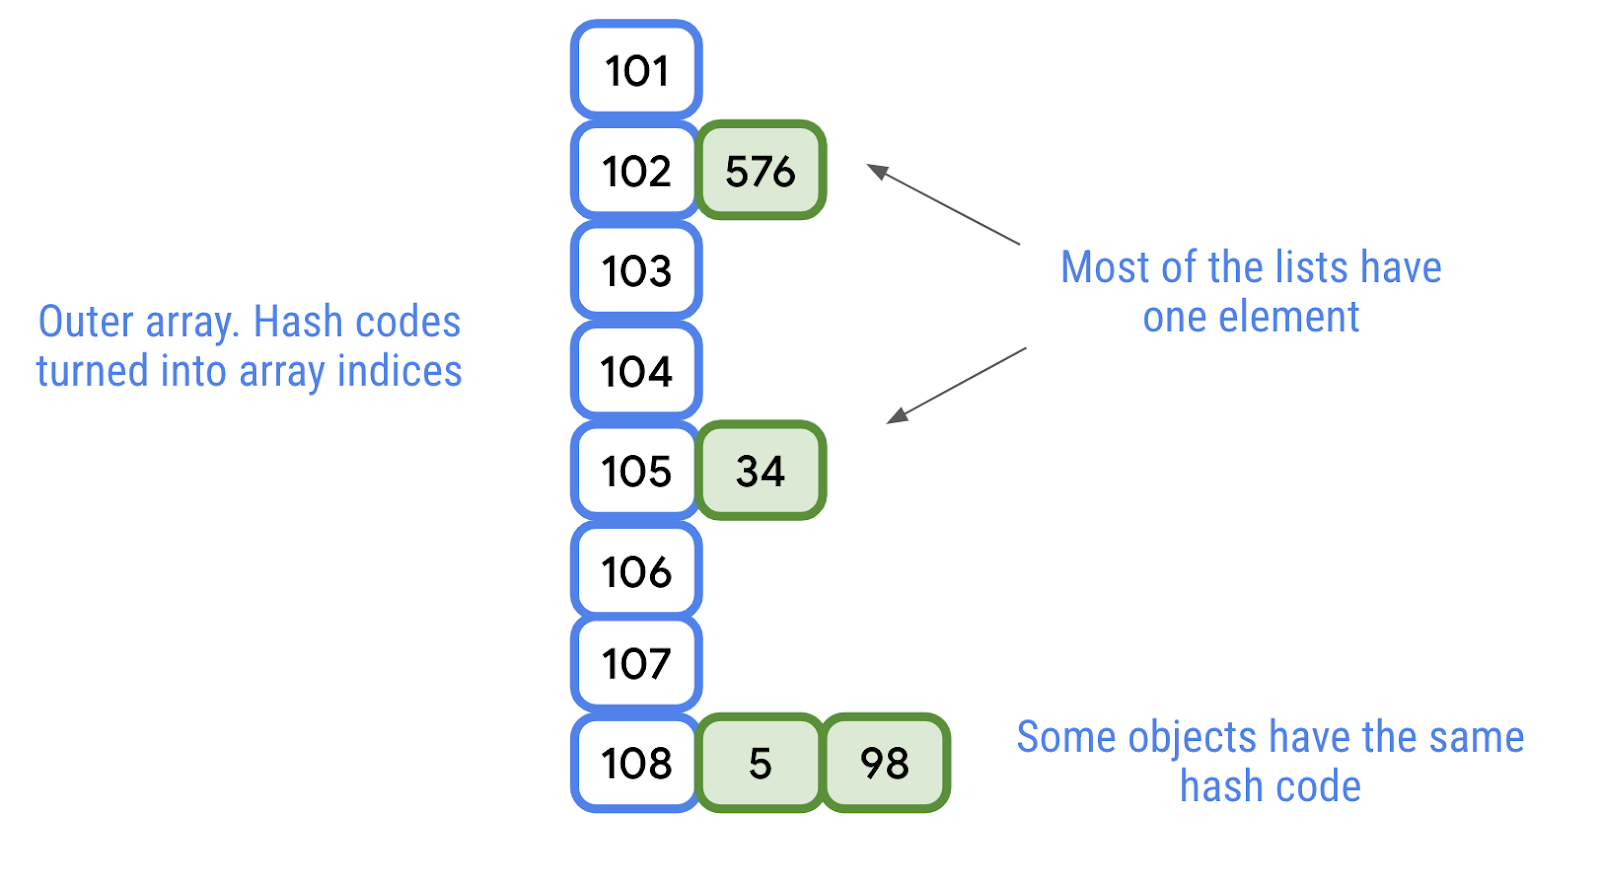 101
102 576
103
Most of the lists have
one element
Outer array. Hash codes
turned into array indices
104
105 34
106
107
108 5 98
Some objects have the same
hash code